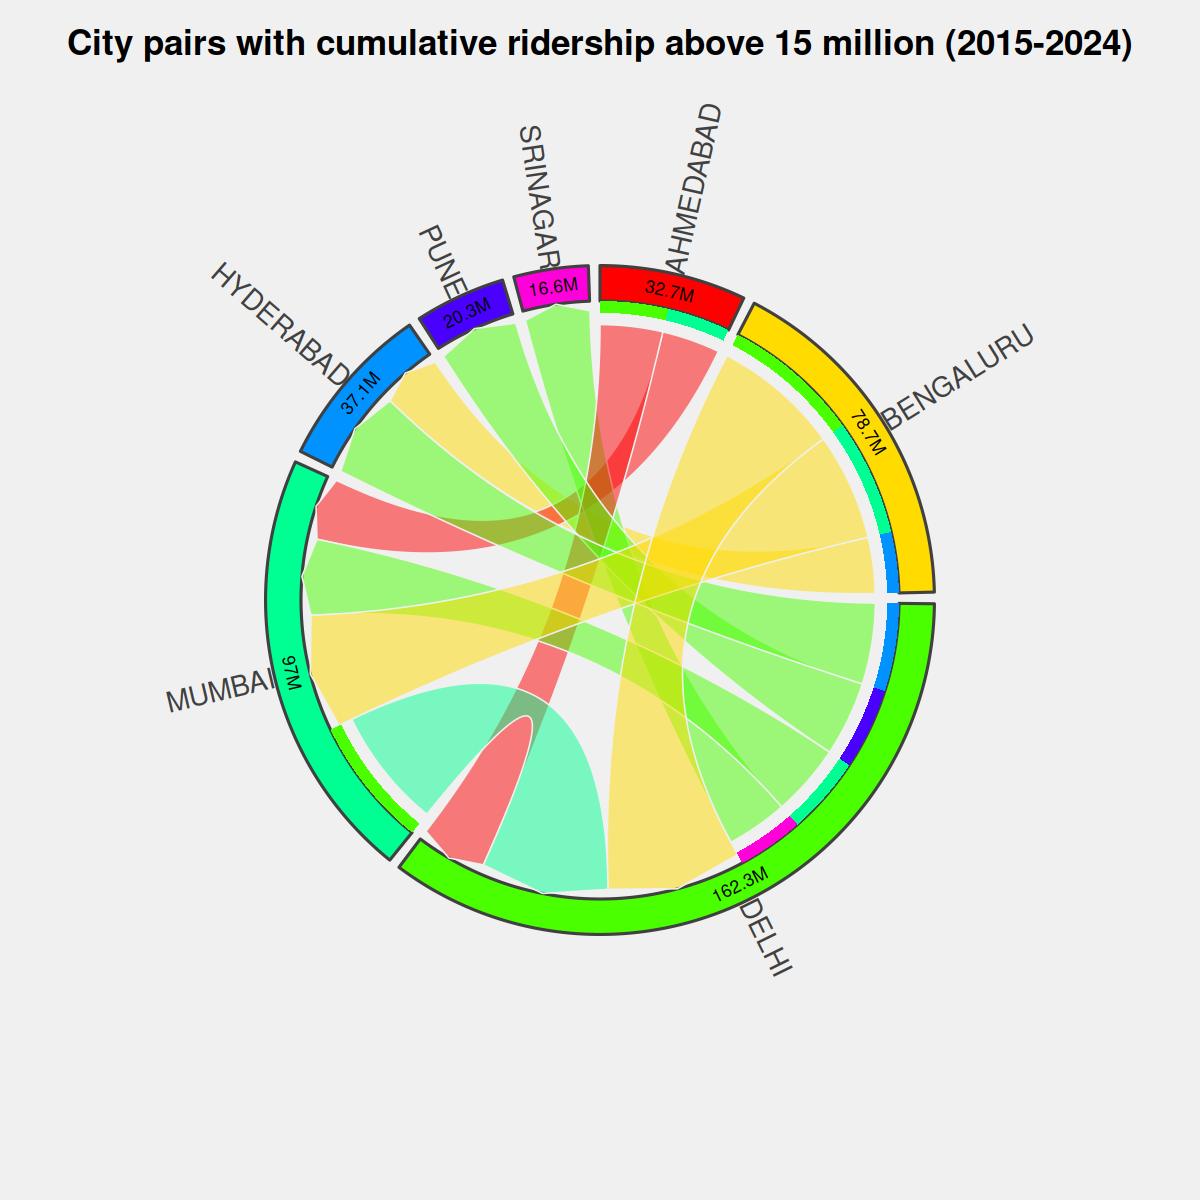 City pairs with cumulative ridership above 15 million (2015-2024)
AHMEDABAD
32.7M
BENGALURU
78.7M
DELHI
162.3M
MUMBAI
97M
HYDERABAD
37.1M
PUNE
20.3M
SRINAGAR
16.6M